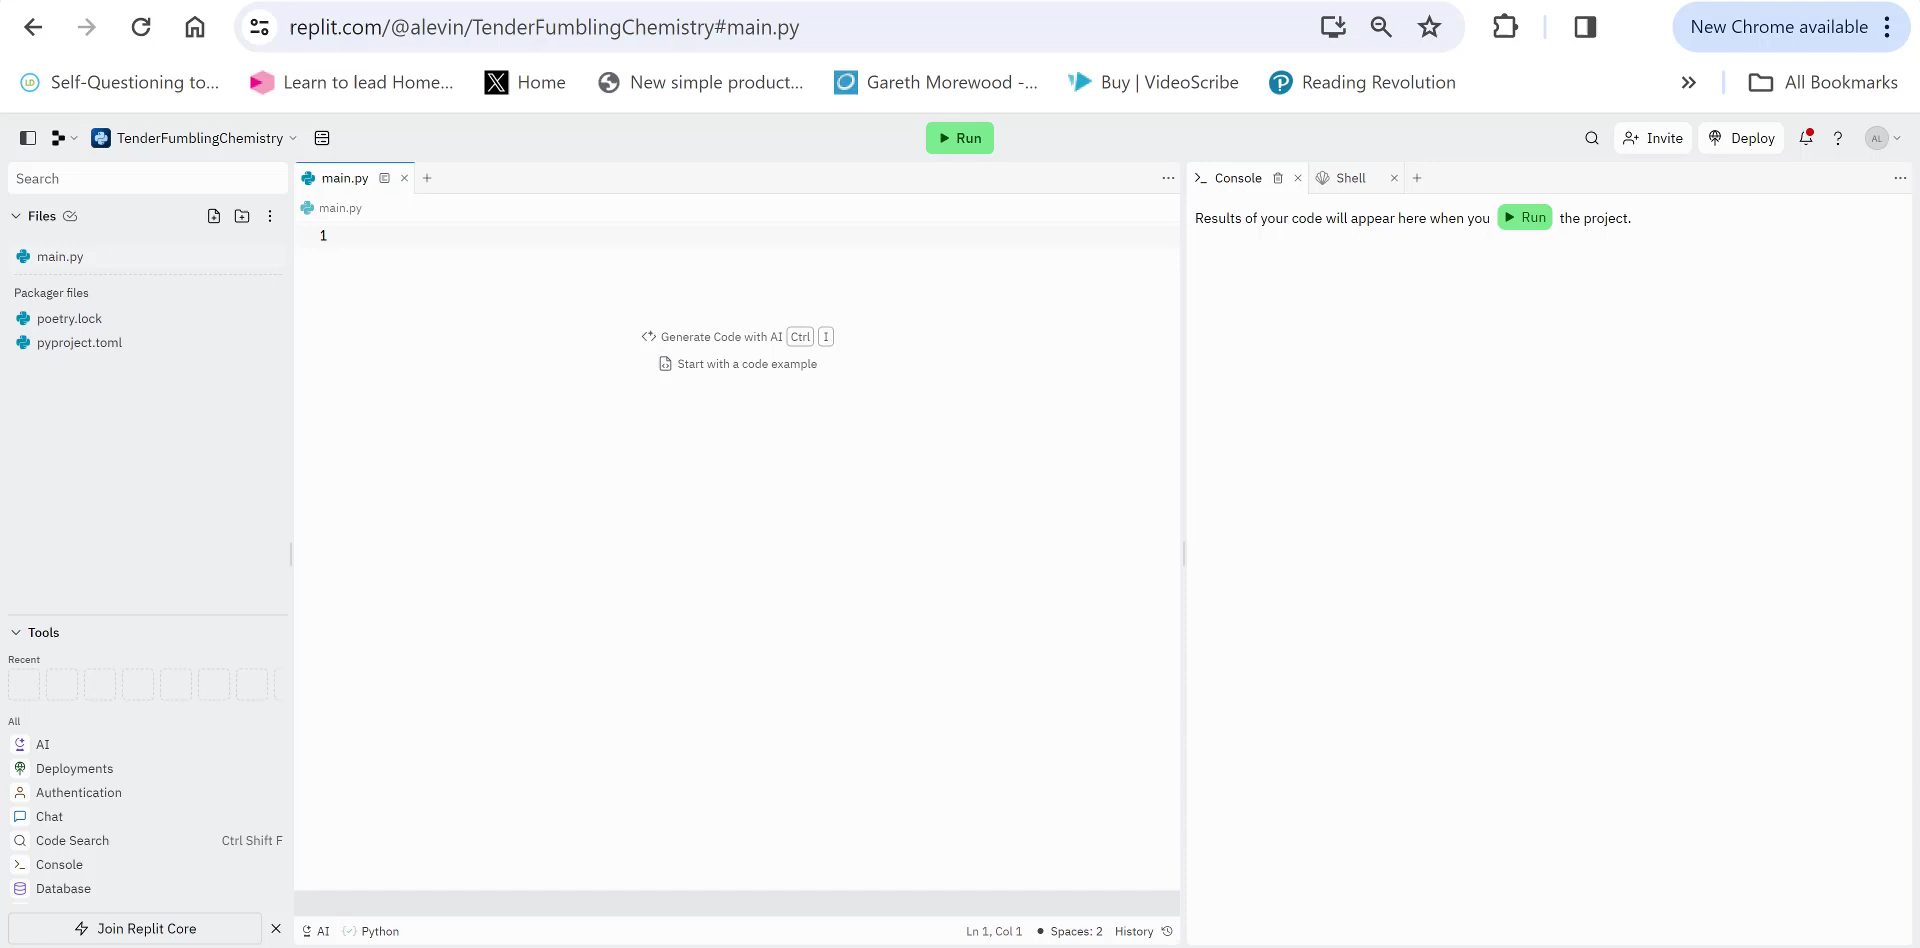 replit.com/@alevin/TenderFumblingChemistry#main.py
New Chrome available
Self-Questioning to...
Learn to lead Home...
Home
New simple product...
Gareth Morewood -...
Buy | VideoScribe
Reading Revolution
All Bookmarks
TenderFumblingChemistry
Run
Invite
Deploy
AL
Search
main.py
Console
Shell
Files
main.py
Results of your code will appear here when you Run the project.
1
main.py
Packager files
poetry.lock
pyproject.toml
Generate Code with AI Ctrl I
Start with a code example
Tools
Recent
All
AI
Deployments
Authentication
Chat
Code Search Ctrl Shift F
Console
Database
Join Replit Core
AI
Python
Ln 1, Col 1
Spaces: 2
History